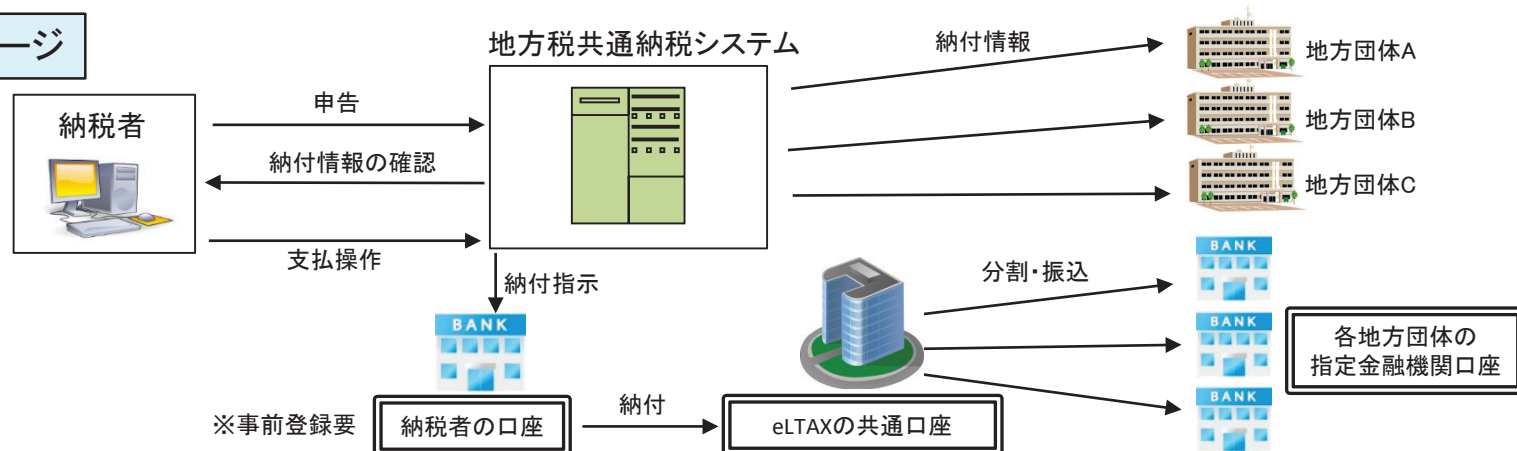 ージ
地方税共通納税システム
納税者
申告
納付情報の確認
支払操作
納付情報
地方団体A
地方団体B
地方団体C
納付指示
BANK
※事前登録要
納税者の口座
納付
eLTAXの共通口座
分割・振込
BANK
BANK
BANK
各地方団体の
指定金融機関口座